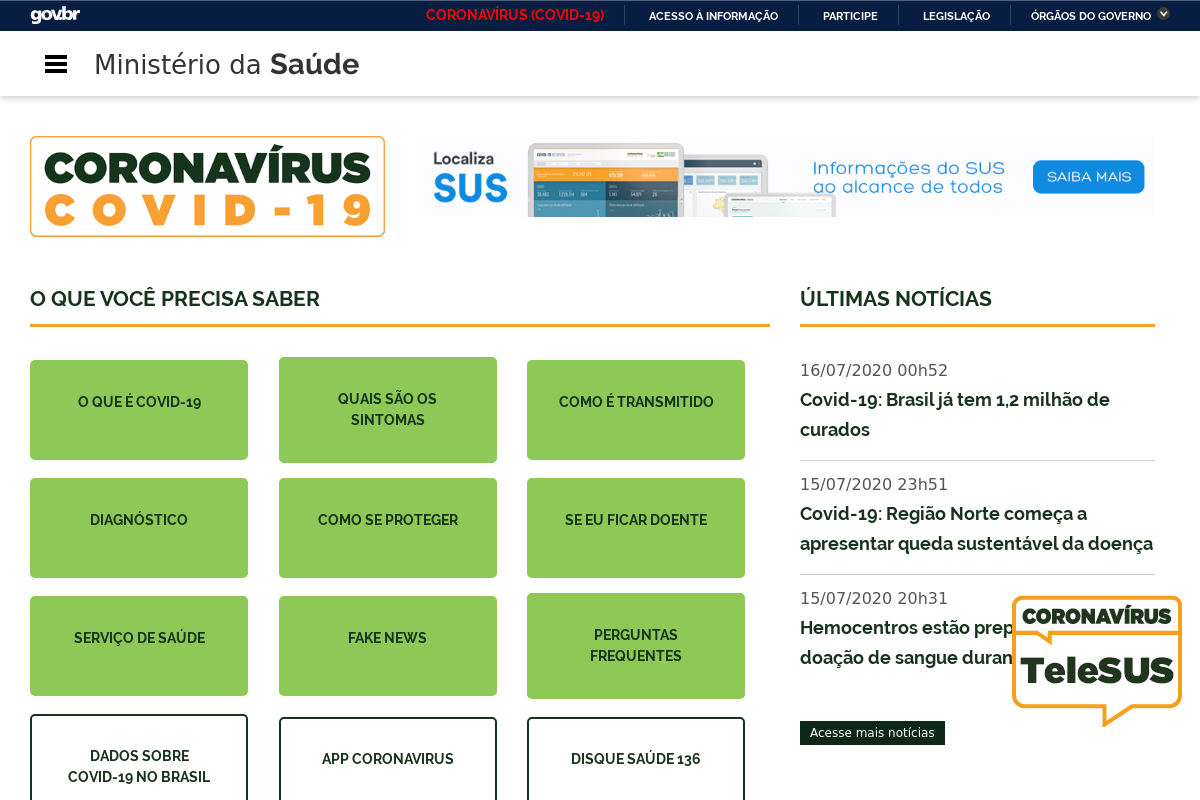 gov.br
CORONAVÍRUS (COVID-19)
ACESSO À INFORMAÇÃO
PARTICIPE
LEGISLAÇÃO
ÓRGÃOS DO GOVERNO
Ministério da Saúde
CORONAVÍRUS
COVID-19
Localiza
SUS
Informações do SUS
ao alcance de todos
SAIBA MAIS
O QUE VOCÊ PRECISA SABER
O QUE É COVID-19
QUAIS SÃO OS
SINTOMAS
COMO É TRANSMITIDO
DIAGNÓSTICO
COMO SE PROTEGER
SE EU FICAR DOENTE
SERVIÇO DE SAÚDE
FAKE NEWS
PERGUNTAS
FREQUENTES
DADOS SOBRE
COVID-19 NO BRASIL
APP CORONAVIRUS
DISQUE SAÚDE 136
ÚLTIMAS NOTÍCIAS
16/07/2020 00h52
Covid-19: Brasil já tem 1,2 milhão de
curados
15/07/2020 23h51
Covid-19: Região Norte começa a
apresentar queda sustentável da doença
15/07/2020 20h31
Hemocentros estão prep
doação de sangue duran
CORONAVÍRUS
TeleSUS
Acesse mais notícias